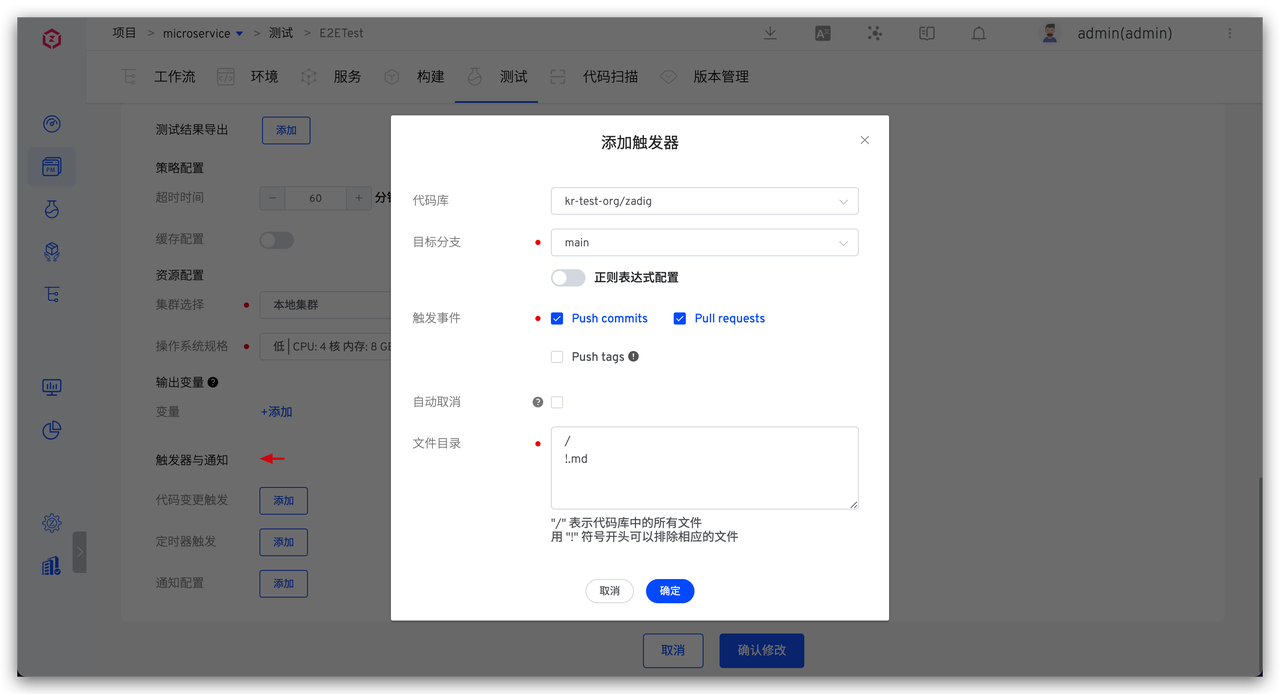 项目 > microservice > 测试 > E2ETest
admin(admin)
工作流 环境 服务 构建 测试 代码扫描 版本管理
测试结果导出 添加
策略配置
超时时间 − 60 + 分
缓存配置
资源配置
集群选择 本地集群
操作系统规格 低 | CPU: 4 核 内存: 8 GB
输出变量
变量 +添加
触发器与通知
代码变更触发 添加
定时器触发 添加
通知配置 添加
取消 确认修改
添加触发器
代码库 kr-test-org/zadig
目标分支 main
正则表达式配置
触发事件 Push commits Pull requests
Push tags
自动取消
文件目录 /
!.md
"/" 表示代码库中的所有文件
用 "!" 符号开头可以排除相应的文件
取消 确定